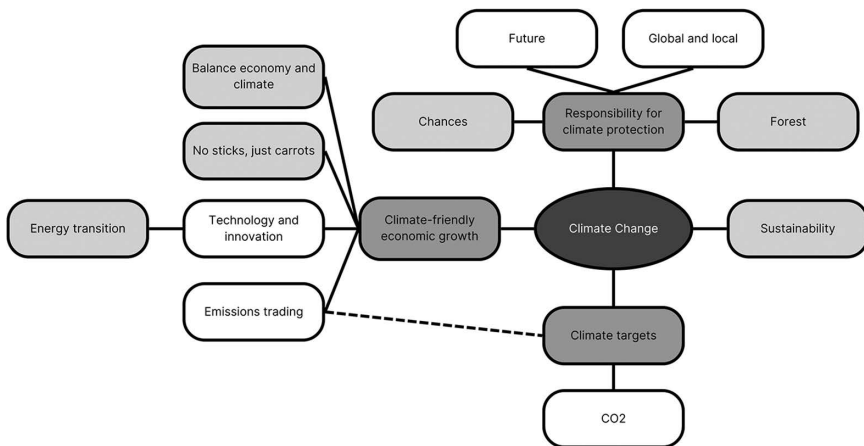 Future
Global and local
Balance economy and
climate
Chances
Responsibility for
climate protection
Forest
No sticks, just carrots
Energy transition
Technology and
innovation
Climate-friendly
economic growth
Climate Change
Sustainability
Emissions trading
Climate targets
CO2